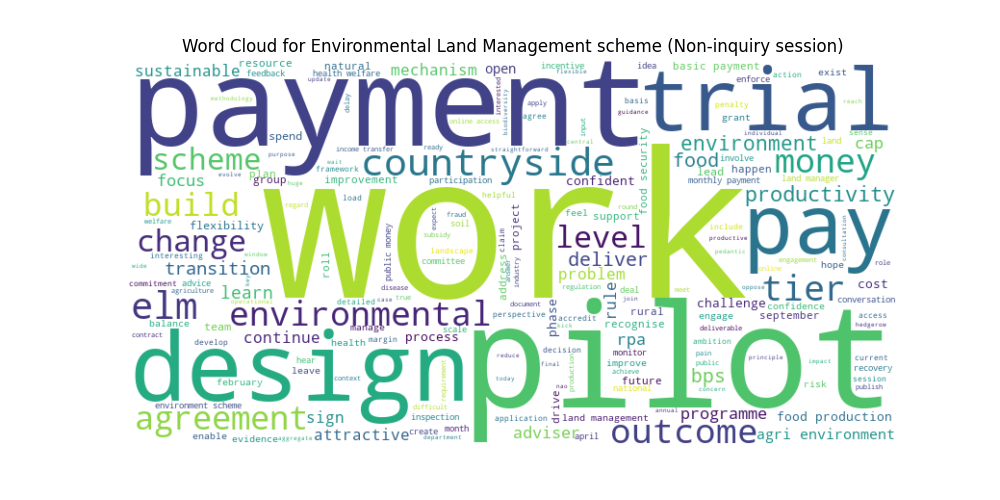 Word Cloud for Environmental Land Management scheme (Non-inquiry session)
sustainable
resource
feedback
natural
health welfare
update
mechanism
open
incentive
flexible
idea
basic payment
enforce
action
exist
methodology
payment
trial
delay
online access
interested
biodiversity
apply
agree
basis
guidance
penalty
grant
individual
reach
spend
income transfer
ready
straightforward
central
input
environment
sense
land
cap
purpose
scheme
wait
framework
countryside
food
involve
lead
happen
money
evolve
huge
focus
plan
group
improvement
participation
confident
food security
monthly payment
land manager
productivity
regard
load
helpful
round
build
welfare
flexibility
work
expect
fraud
soil
feel
support
include
productive
pedantic
pay
consultation
interesting
window
change
roll
public money
subsidy
landscape
committee
claim
industry
project
address
answer
level
rural
engagement
hope
role
wide
commitment
advice
key
transition
disease
detailed
case
true
deliver
problem
online
oppose
cost
agriculture
learn
operational
regulation
deal
meet
tier
conversation
elm
environmental
document
perspective
phase
accredit
rule
join
challenge
confidence
september
access
hedgerow
contract
balance
team
continue
manage
margin
process
scale
kick
recognise
engage
deliverable
ambition
develop
hear
health
reduce
decision
rpa
monitor
pain
public
principle
impact
current
recovery
design
leave
context
requirement
pilot
final
improve
achieve
concern
session
publish
february
today
production
nao
future
national
bps
risk
environment scheme
difficult
agreement
sign
create
month
inspection
application
drive
land management
annual
programme
food production
enable
evidence
aggregate
attractive
department
adviser
april
outcome
agri environment